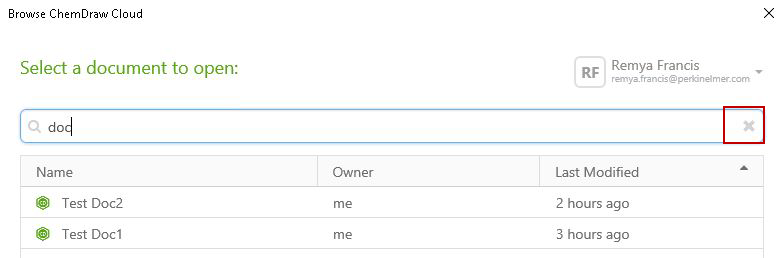 Browse ChemDraw Cloud
Select a document to open:
RF
Remya Francis
remya.francis@perkinelmer.com
doc
Name Owner Last Modified
Test Doc2 me 2 hours ago
Test Doc1 me 3 hours ago